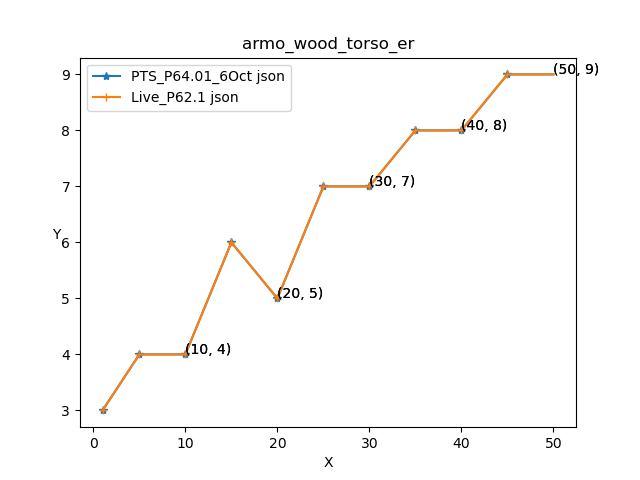 armo_wood_torso_er
PTS_P64.01_6Oct json
Live_P62.1 json
9
8
7
6
5
4
3
Y
(50, 9)
(40, 8)
(30, 7)
(20, 5)
(10, 4)
0 10 20 30 40 50
X